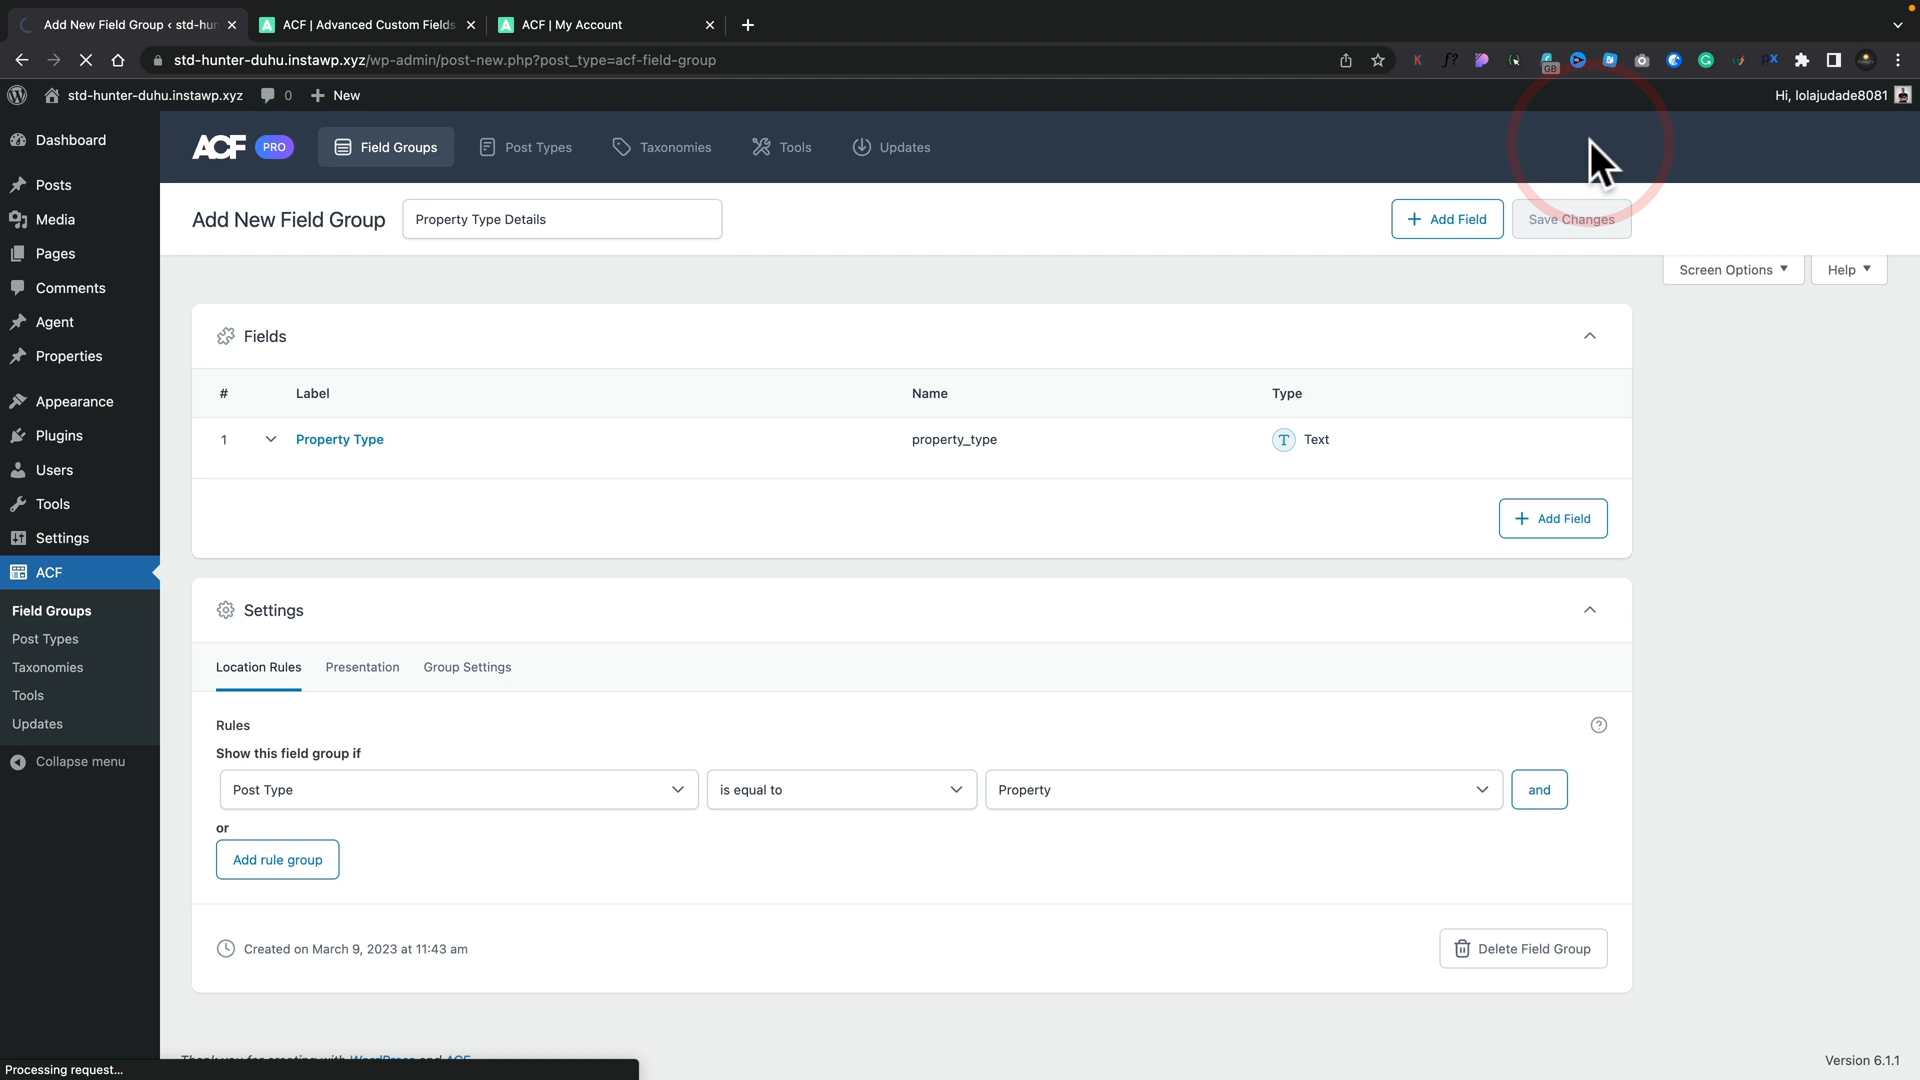 Add New Field Group ‹ std-hun
ACF | Advanced Custom Fields
ACF | My Account
std-hunter-duhu.instawp.xyz/wp-admin/post-new.php?post_type=acf-field-group
std-hunter-duhu.instawp.xyz
0
New
Hi, lolajudade8081
Dashboard
Posts
Media
Pages
Comments
Agent
Properties
Appearance
Plugins
Users
Tools
Settings
ACF
Field Groups
Post Types
Taxonomies
Tools
Updates
Collapse menu
ACF PRO
Field Groups
Post Types
Taxonomies
Tools
Updates
Add New Field Group
Property Type Details
Add Field
Save Changes
Screen Options
Help
Fields
# Label Name Type
1 Property Type property_type T Text
Add Field
Settings
Location Rules Presentation Group Settings
Rules
Show this field group if
Post Type is equal to Property and
or
Add rule group
Created on March 9, 2023 at 11:43 am
Delete Field Group
Thank you for creating with WordPress and ACF
Version 6.1.1
Processing request...